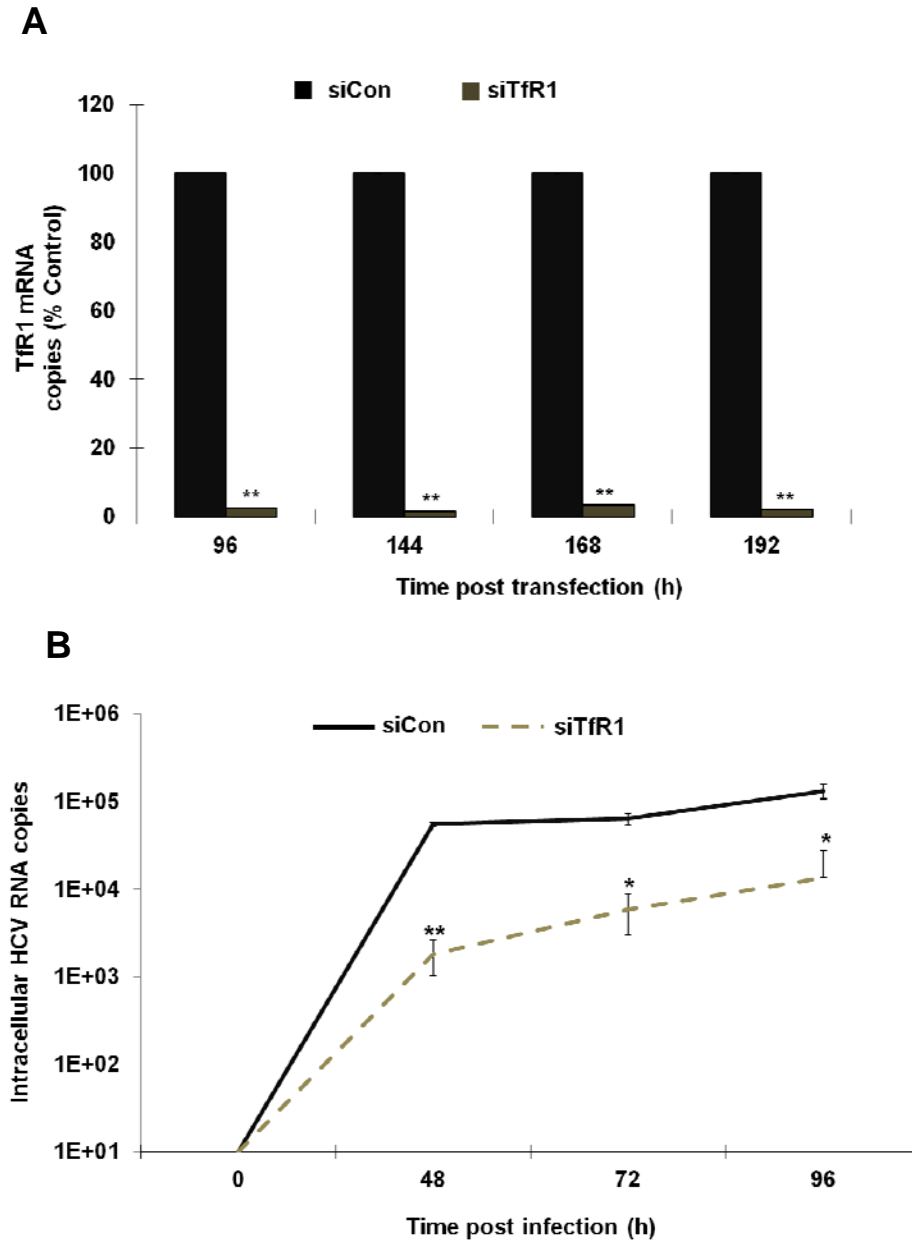 A
siCon siTfR1
120
100
80
60
40
20
0
TfR1 mRNA
copies (% Control)
** ** ** **
96 144 168 192
Time post transfection (h)
B
1E+06
1E+05
1E+04
1E+03
1E+02
1E+01
Intracellular HCV RNA copies
siCon siTfR1
**
*
*
0 48 72 96
Time post infection (h)